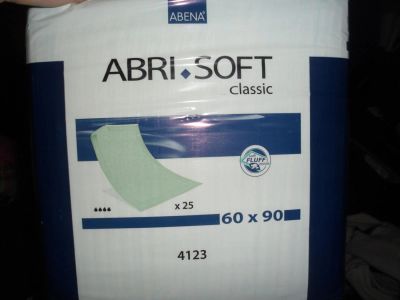 ABENA
ABRI•SOFT
classic
FLUFF
x 25
60 x 90
4123